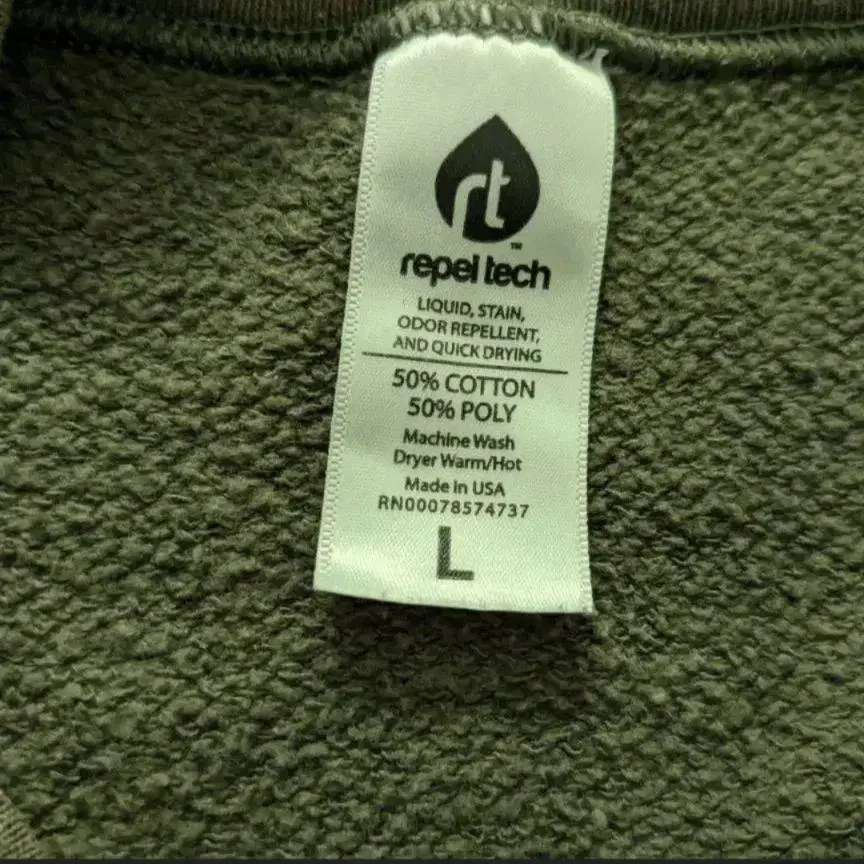 rt
™
repel tech
LIQUID, STAIN,
ODOR REPELLENT,
AND QUICK DRYING
50% COTTON
50% POLY
Machine Wash
Dryer Warm/Hot
Made in USA
RN00078574737
L